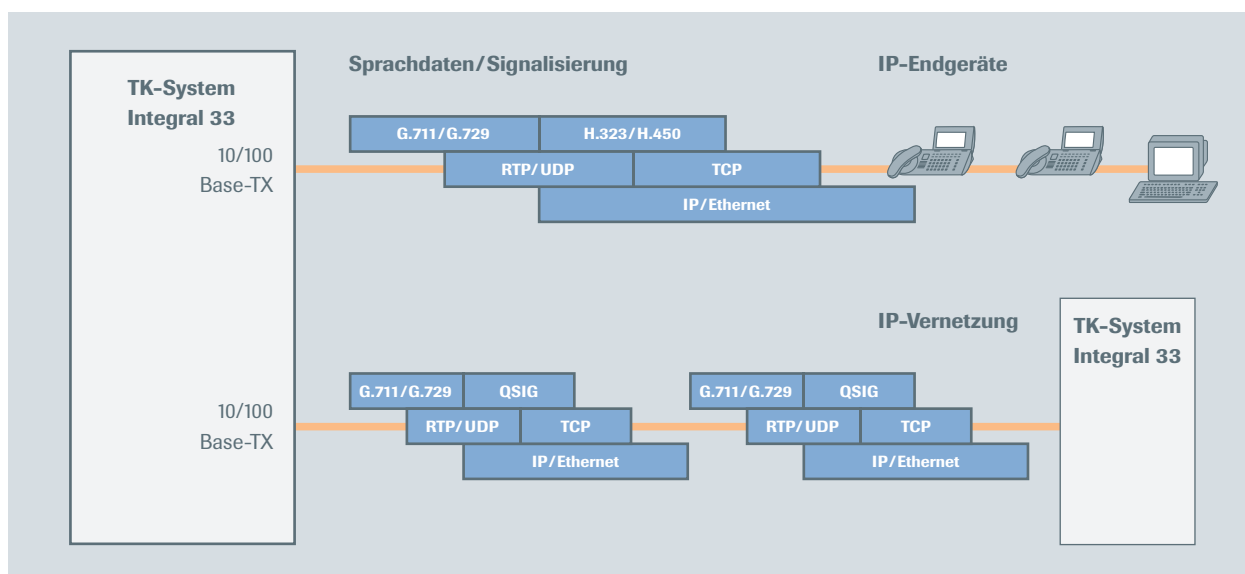 TK-System
Integral 33
10/100
Base-TX
Sprachdaten/Signalisierung
IP-Endgeräte
G.711/G.729
H.323/H.450
RTP/UDP
TCP
IP/Ethernet
10/100
Base-TX
IP-Vernetzung
TK-System
Integral 33
G.711/G.729
QSIG
RTP/UDP
TCP
IP/Ethernet
G.711/G.729
QSIG
RTP/UDP
TCP
IP/Ethernet